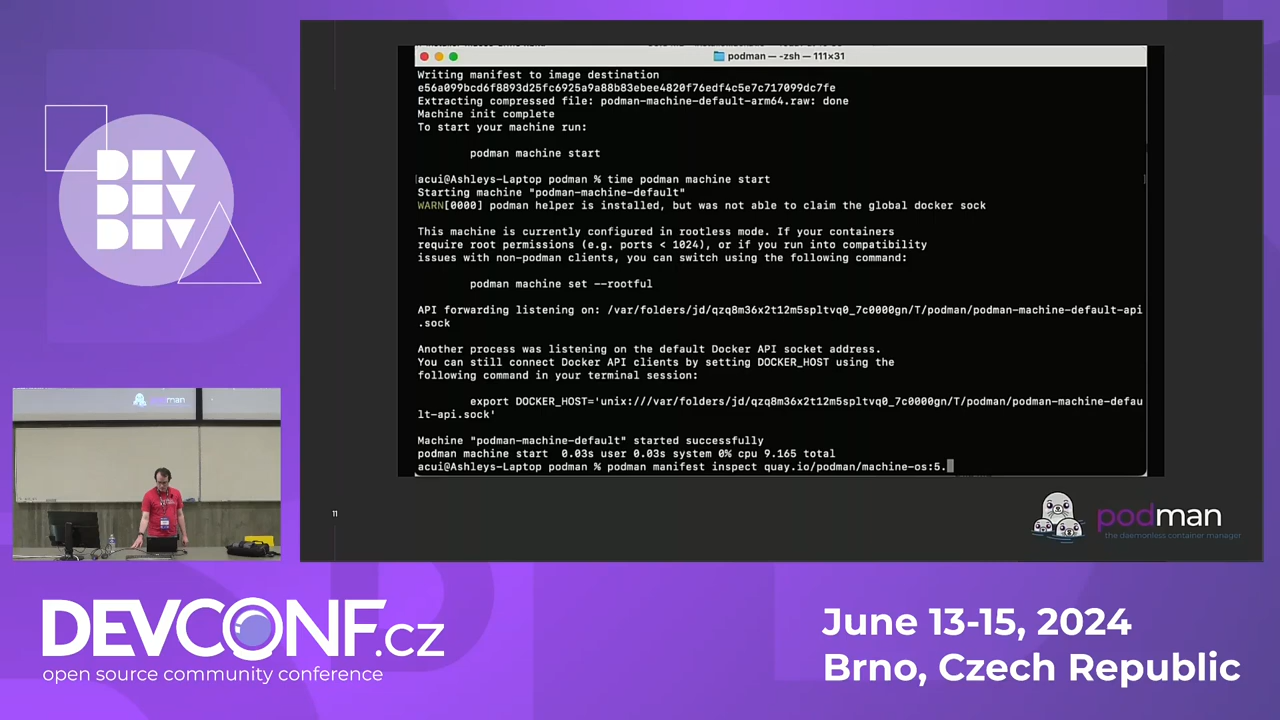 podman — -zsh — 111×31
Writing manifest to image destination
e56a099bcd6f8893d25fc6925a9a88b83ebee4820f76edf4c5e7c717099dc7fe
Extracting compressed file: podman-machine-default-arm64.raw: done
Machine init complete
To start your machine run:
podman machine start
acui@Ashleys-Laptop podman % time podman machine start
Starting machine "podman-machine-default"
WARN[0000] podman helper is installed, but was not able to claim the global docker sock
This machine is currently configured in rootless mode. If your containers
require root permissions (e.g. ports < 1024), or if you run into compatibility
issues with non-podman clients, you can switch using the following command:
podman machine set --rootful
API forwarding listening on: /var/folders/jd/qzq8m36x2t12m5spltvq0_7c0000gn/T/podman/podman-machine-default-api
.sock
Another process was listening on the default Docker API socket address.
You can still connect Docker API clients by setting DOCKER_HOST using the
following command in your terminal session:
export DOCKER_HOST='unix:///var/folders/jd/qzq8m36x2t12m5spltvq0_7c0000gn/T/podman/podman-machine-defau
lt-api.sock'
Machine "podman-machine-default" started successfully
podman machine start  0.03s user 0.03s system 0% cpu 9.165 total
acui@Ashleys-Laptop podman % podman manifest inspect quay.io/podman/machine-os:5.
11
podman
the daemonless container manager
DEV
DEV
DEV
podman
DEVCONF.cz
open source community conference
June 13-15, 2024
Brno, Czech Republic